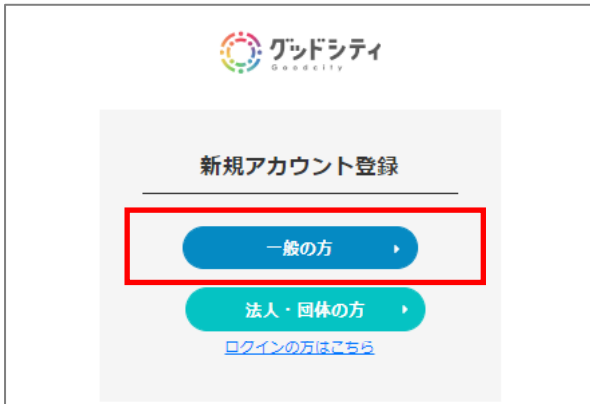 グッドシティ
Goodcity
新規アカウント登録
一般の方
法人・団体の方
ログインの方はこちら